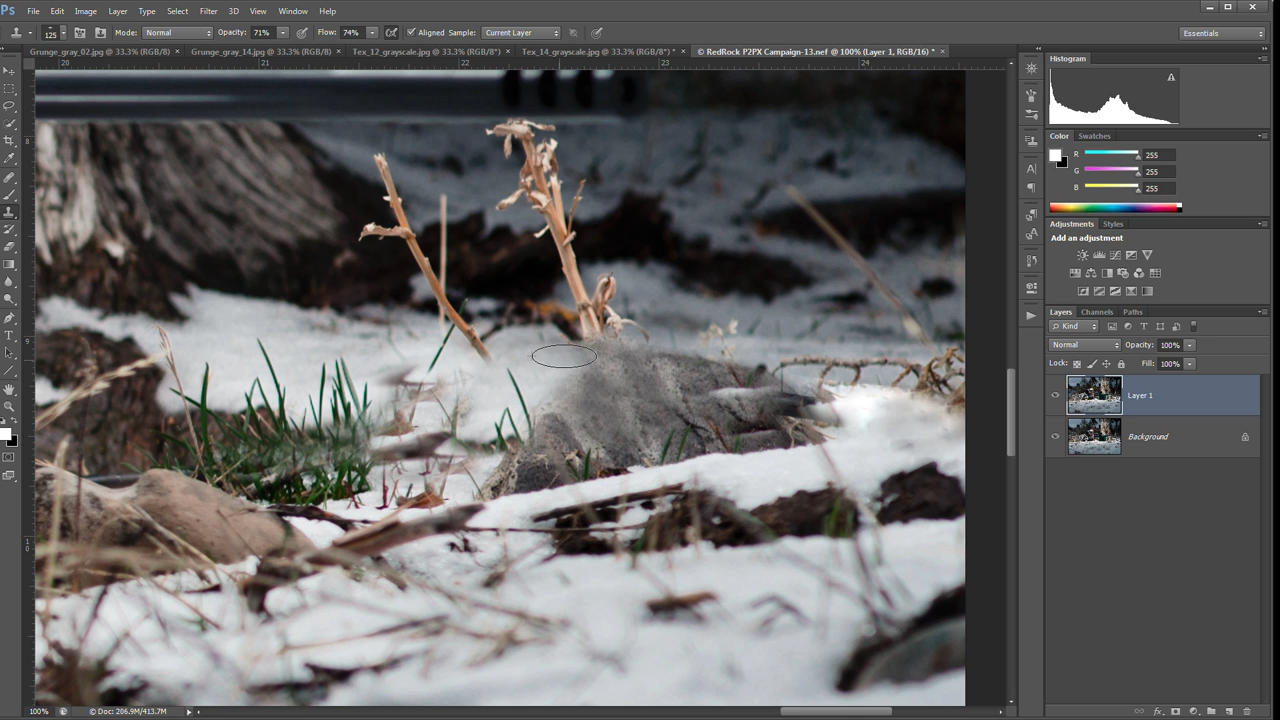 Ps File Edit Image Layer Type Select Filter 3D View Window Help
125 Mode: Normal Opacity: 71% Flow: 74% Aligned Sample: Current Layer Essentials
Grunge_gray_02.jpg @ 33.3% (RGB/8) × Grunge_gray_14.jpg @ 33.3% (RGB/8) × Tex_12_grayscale.jpg @ 33.3% (RGB/8*) × Tex_14_grayscale.jpg @ 33.3% (RGB/8*) * × © RedRock P2PX Campaign-13.nef @ 100% (Layer 1, RGB/16) * ×
20 21 22 23 24
8
9
10
Histogram
Color Swatches
R 255
G 255
B 255
Adjustments Styles
Add an adjustment
Layers Channels Paths
Kind
Normal Opacity: 100%
Lock: Fill: 100%
Layer 1
Background
100% © Doc: 206.9M/413.7M